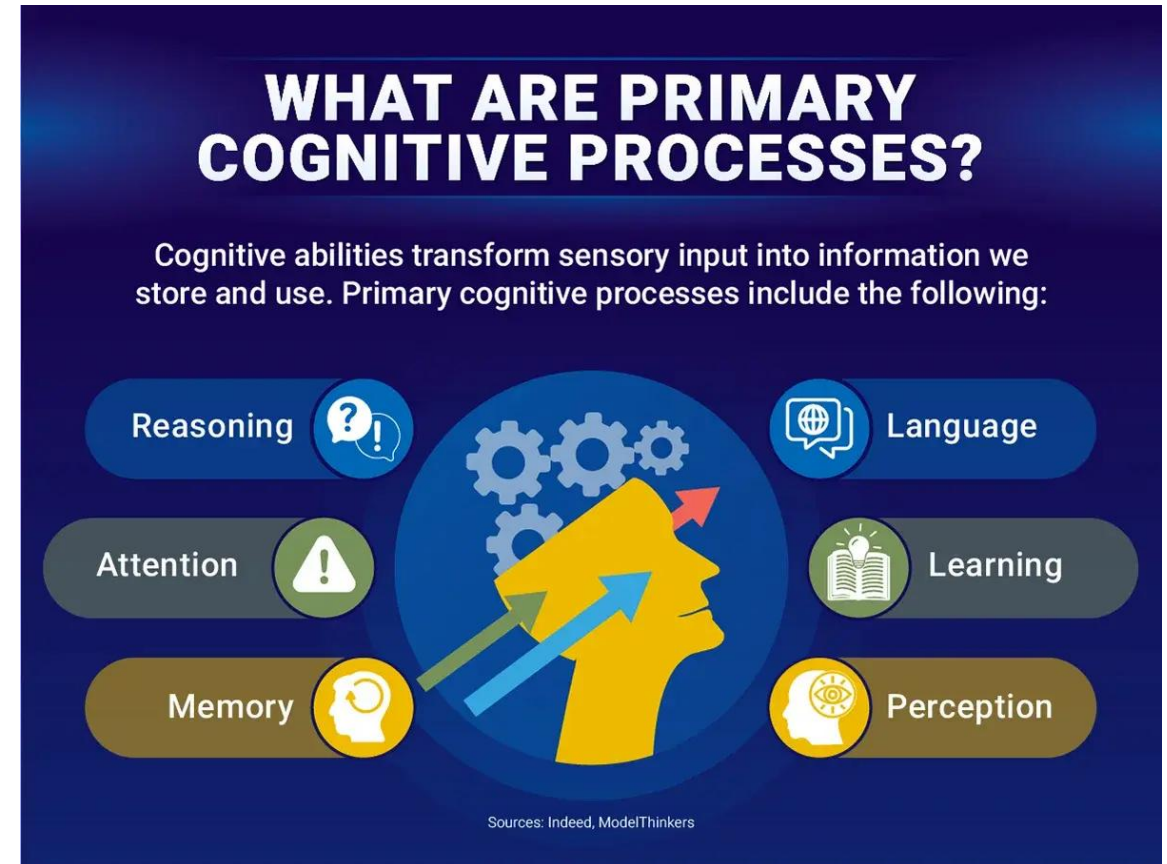 WHAT ARE PRIMARY
COGNITIVE PROCESSES?
Cognitive abilities transform sensory input into information we
store and use. Primary cognitive processes include the following:
Reasoning
Language
Attention
Learning
Memory
Perception
Sources: Indeed, ModelThinkers